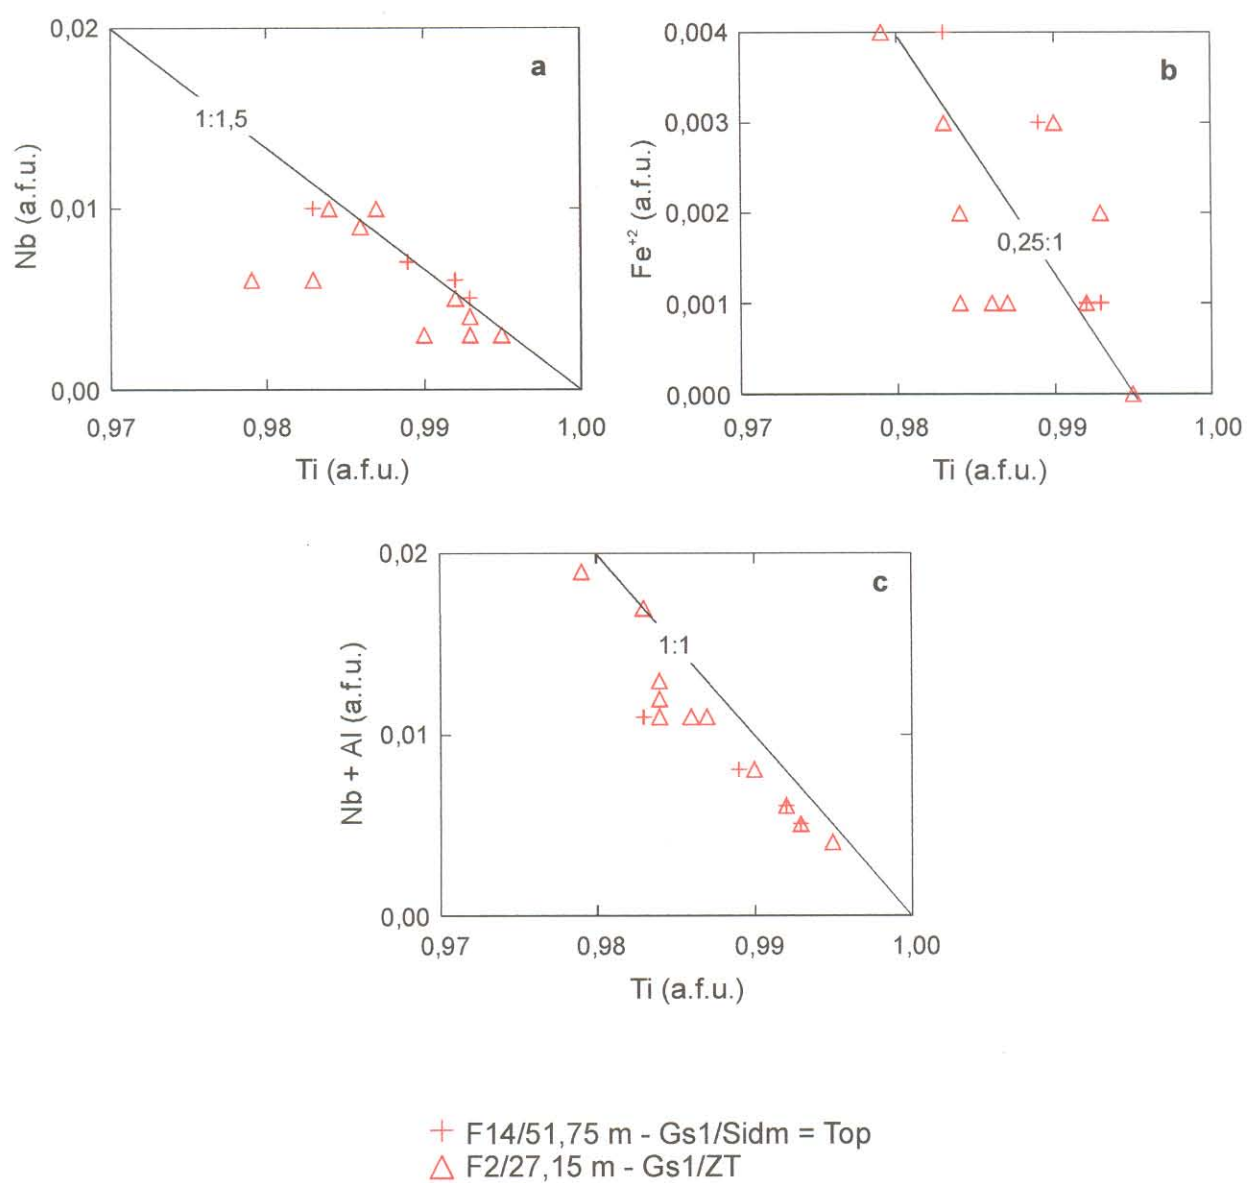 a
0,02
1:1,5
0,01
0,00
Nb (a.f.u.)
0,97
0,98
0,99
1,00
Ti (a.f.u.)
b
0,004
0,003
0,002
0,25:1
0,001
0,000
Fe+2 (a.f.u.)
0,97
0,98
0,99
1,00
Ti (a.f.u.)
c
0,02
1:1
0,01
0,00
Nb + Al (a.f.u.)
0,97
0,98
0,99
1,00
Ti (a.f.u.)
F14/51,75 m - Gs1/Sidm = Top
F2/27,15 m - Gs1/ZT